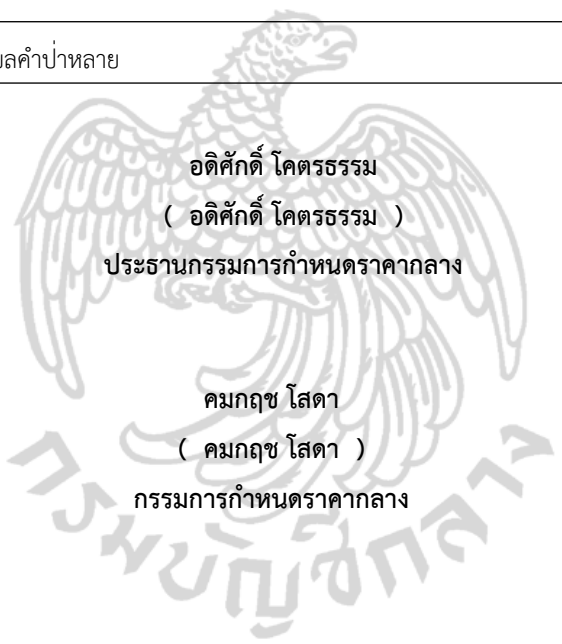 คำป่าหลาย
อดิศักดิ์ โคตรธรรม
( อดิศักดิ์ โคตรธรรม )
ประธานกรรมการกำหนดราคากลาง
คมกฤช โสดา
( คมกฤช โสดา )
กรรมการกำหนดราคากลาง
กรมบัญชีกลาง